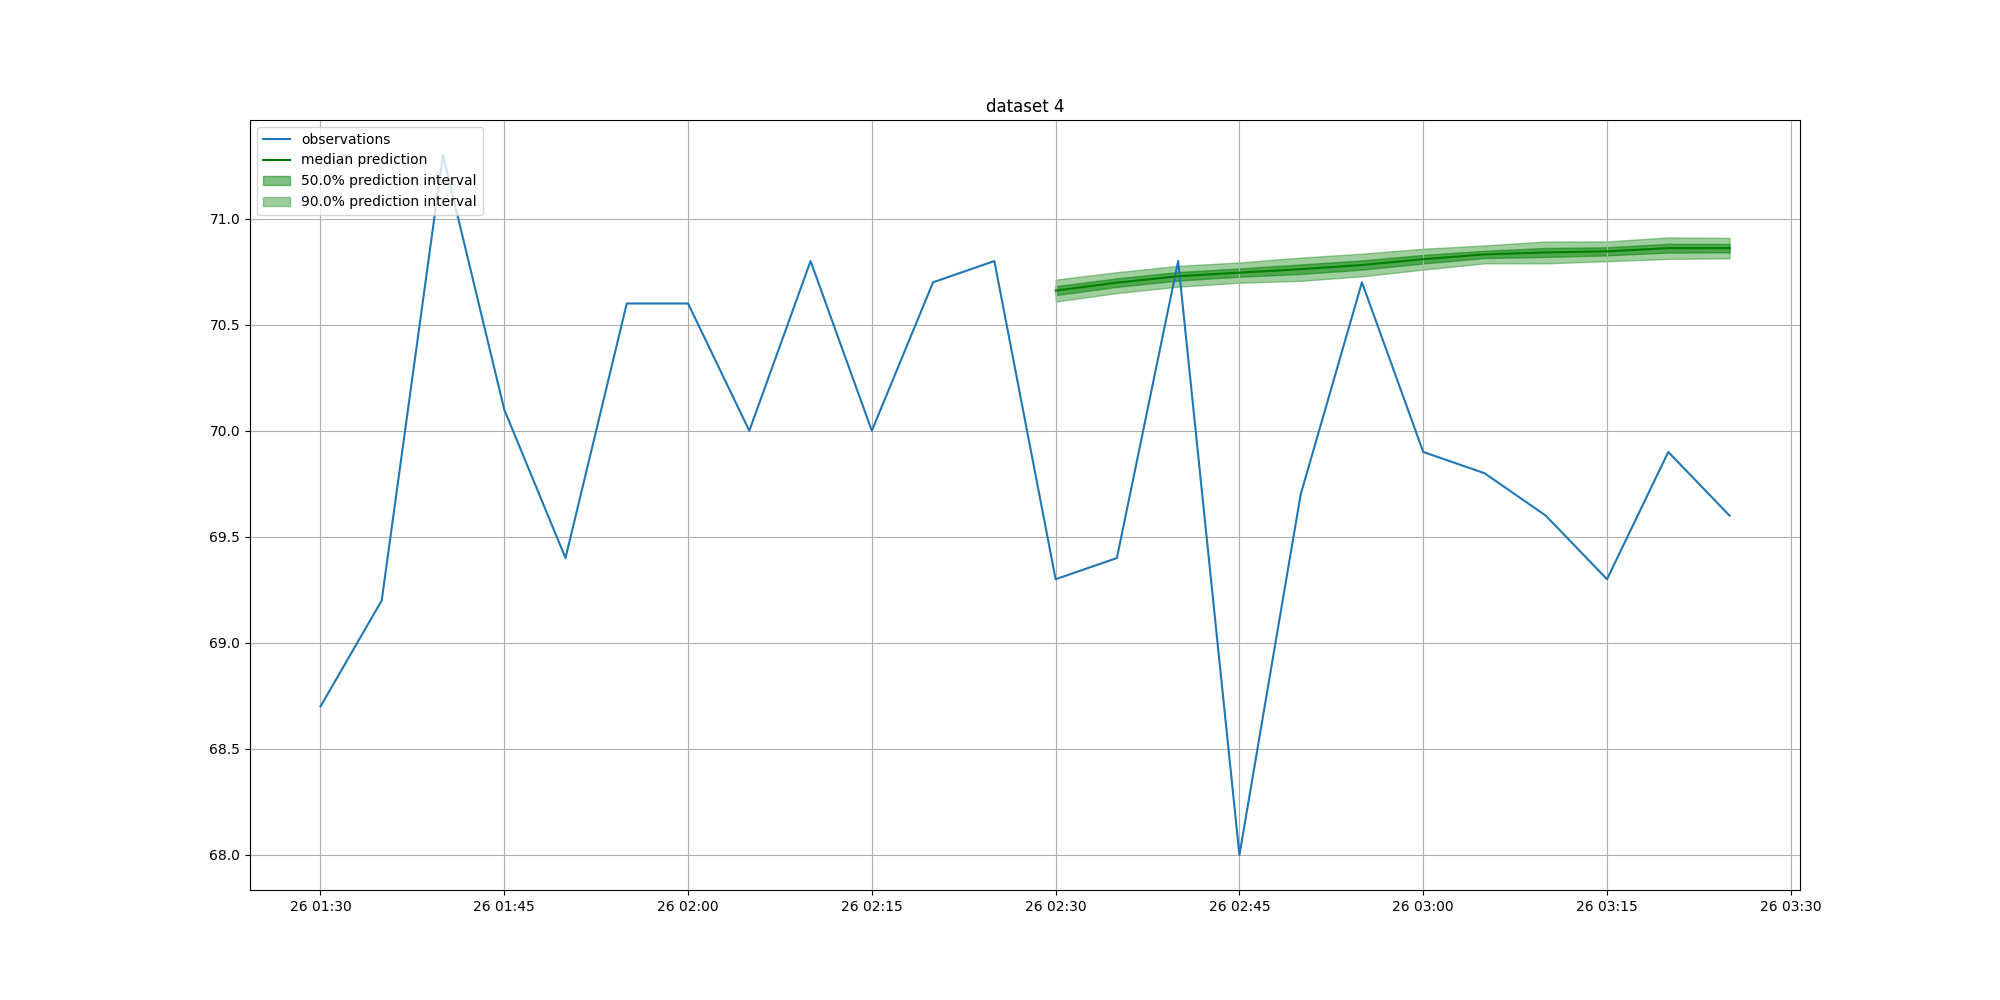 dataset 4
observations
median prediction
50.0% prediction interval
90.0% prediction interval
71.0
70.5
70.0
69.5
69.0
68.5
68.0
26 01:30 26 01:45 26 02:00 26 02:15 26 02:30 26 02:45 26 03:00 26 03:15 26 03:30